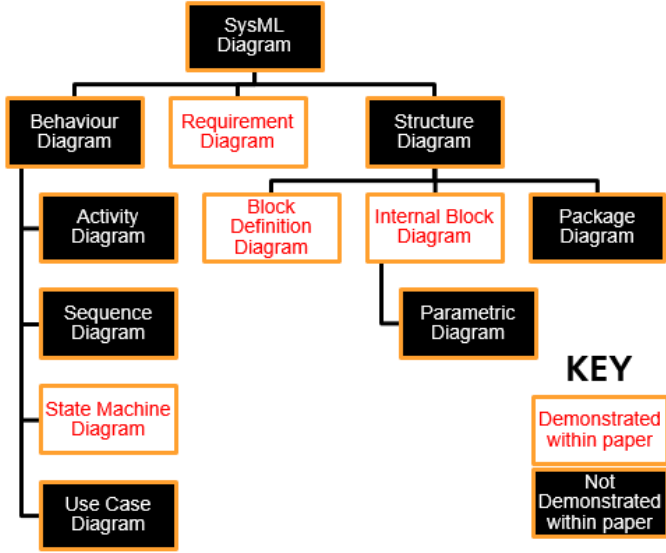 SysML
Diagram
Behaviour
Diagram
Requirement
Diagram
Structure
Diagram
Activity
Diagram
Block
Definition
Diagram
Internal Block
Diagram
Package
Diagram
Sequence
Diagram
Parametric
Diagram
State Machine
Diagram
Use Case
Diagram
KEY
Demonstrated
within paper
Not
Demonstrated
within paper